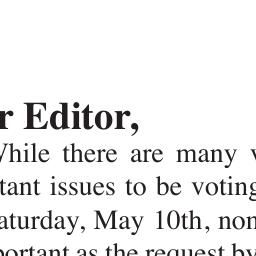 r Editor,
While there are many v
tant issues to be voting
aturday, May 10th, non
portant as the request by